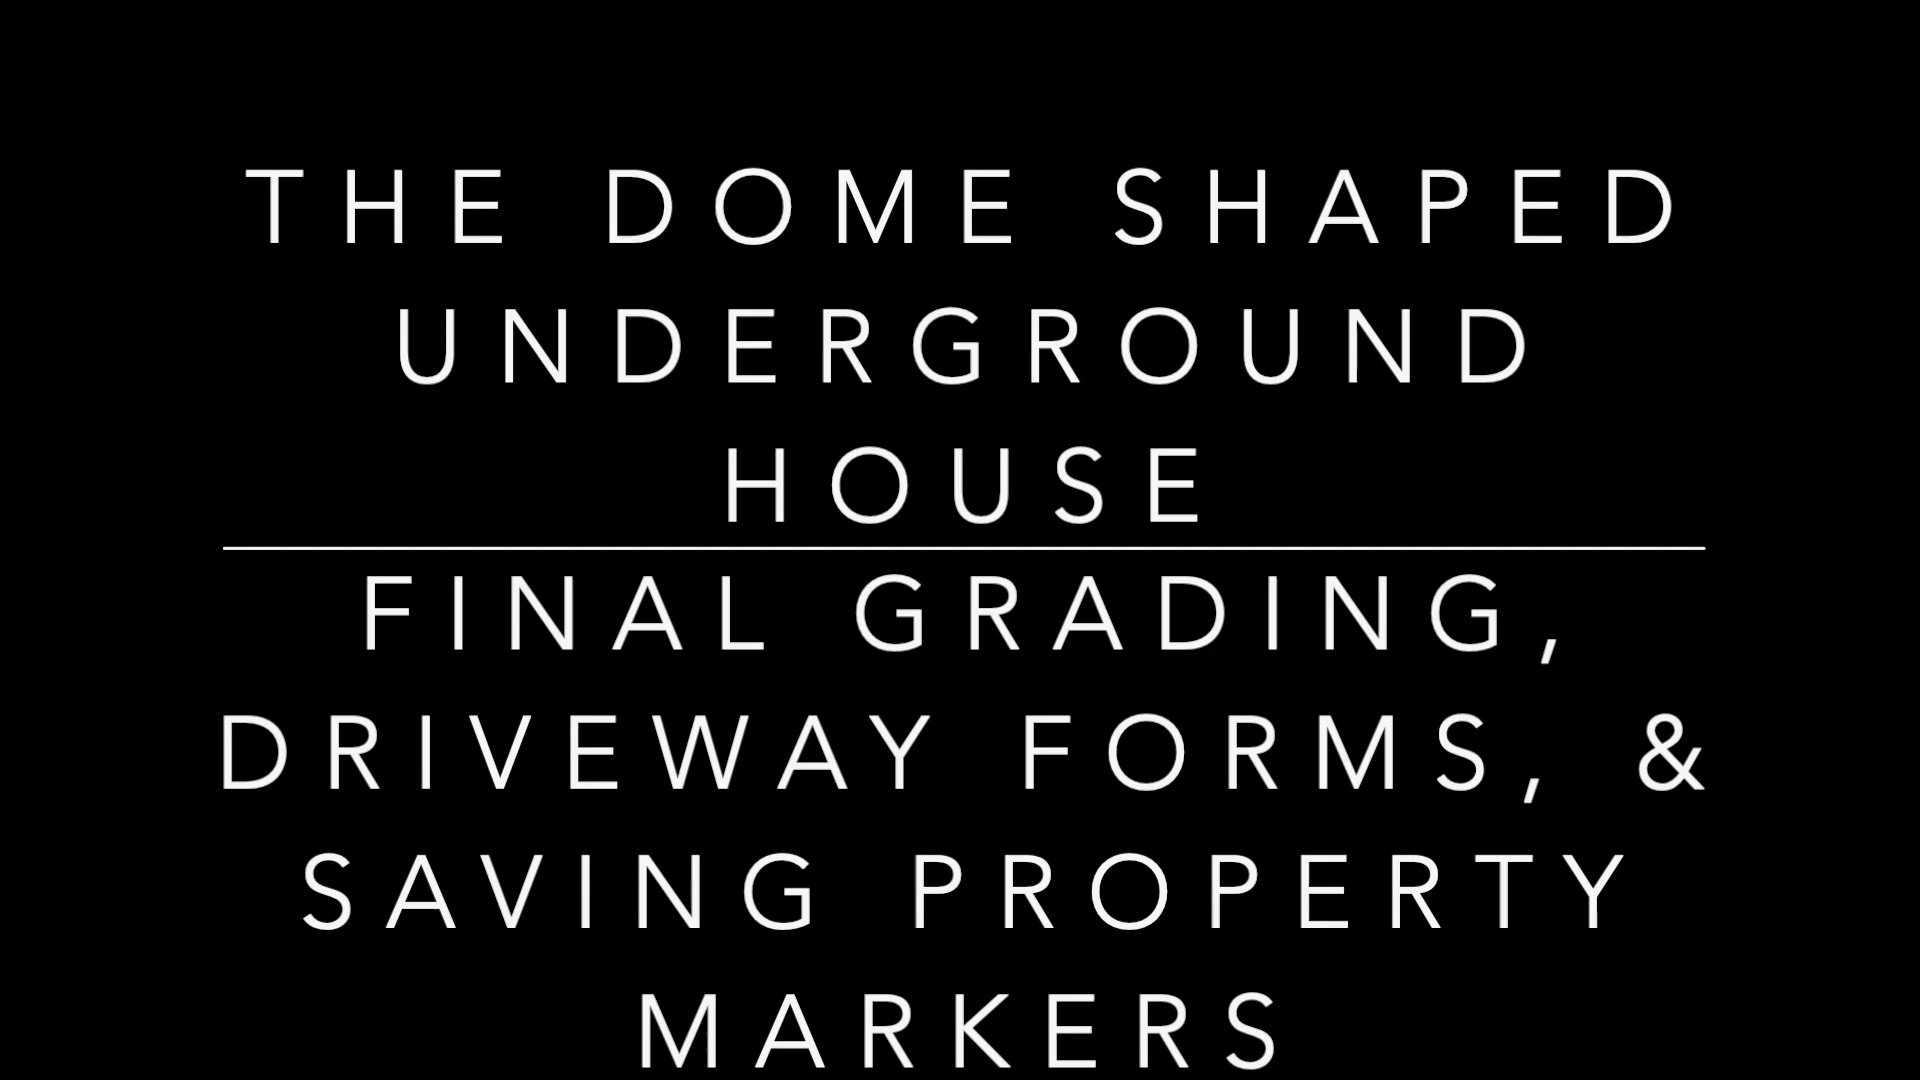 THE DOME SHAPED
UNDERGROUND
HOUSE
FINAL GRADING,
DRIVEWAY FORMS, &
SAVING PROPERTY
MARKERS